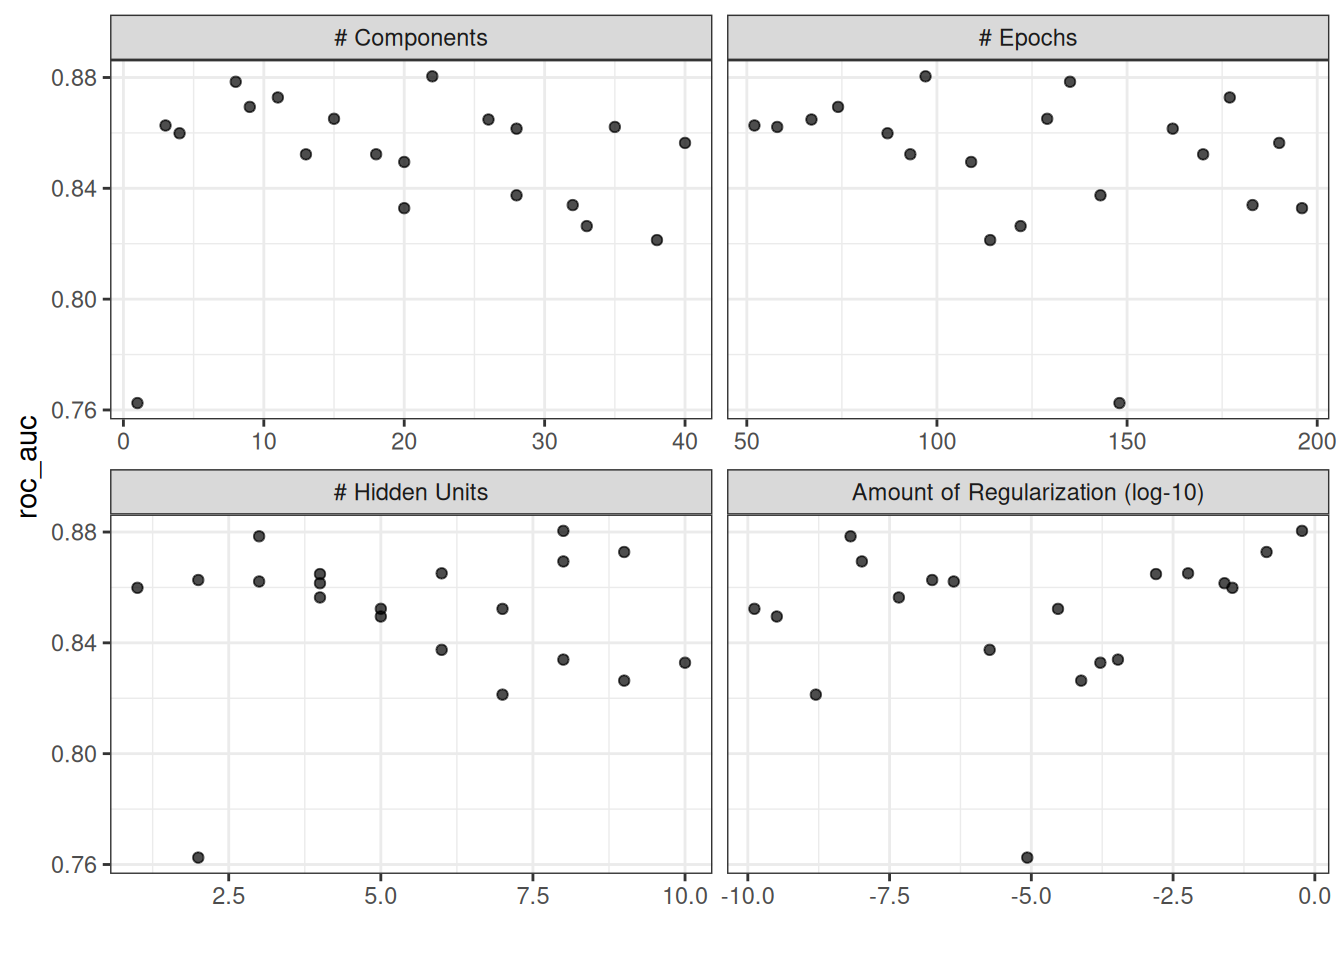 # Components
# Epochs
0.88
0.84
0.80
0.76
0 10 20 30 40
50 100 150 200
roc_auc
# Hidden Units
Amount of Regularization (log-10)
0.88
0.84
0.80
0.76
2.5 5.0 7.5 10.0
-10.0 -7.5 -5.0 -2.5 0.0